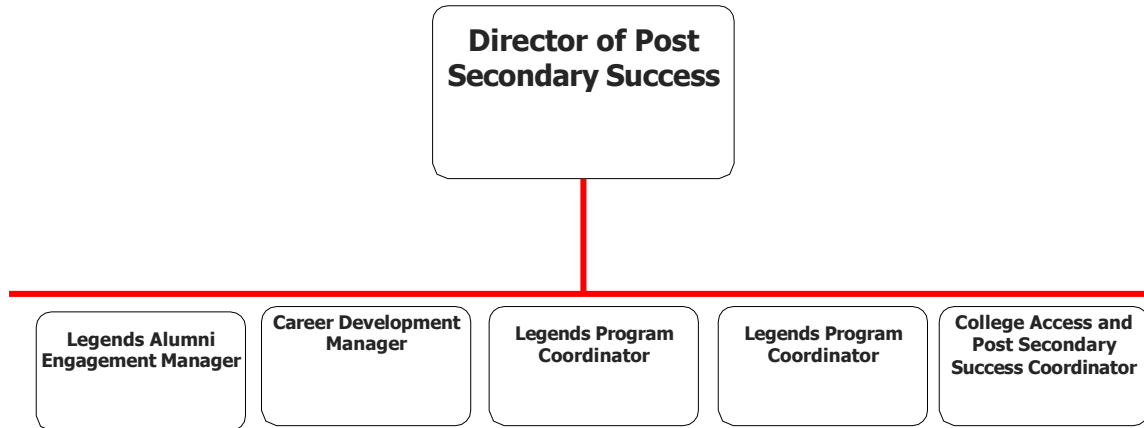 Director of Post
Secondary Success
Legends Alumni
Engagement Manager
Career Development
Manager
Legends Program
Coordinator
Legends Program
Coordinator
College Access and
Post Secondary
Success Coordinator